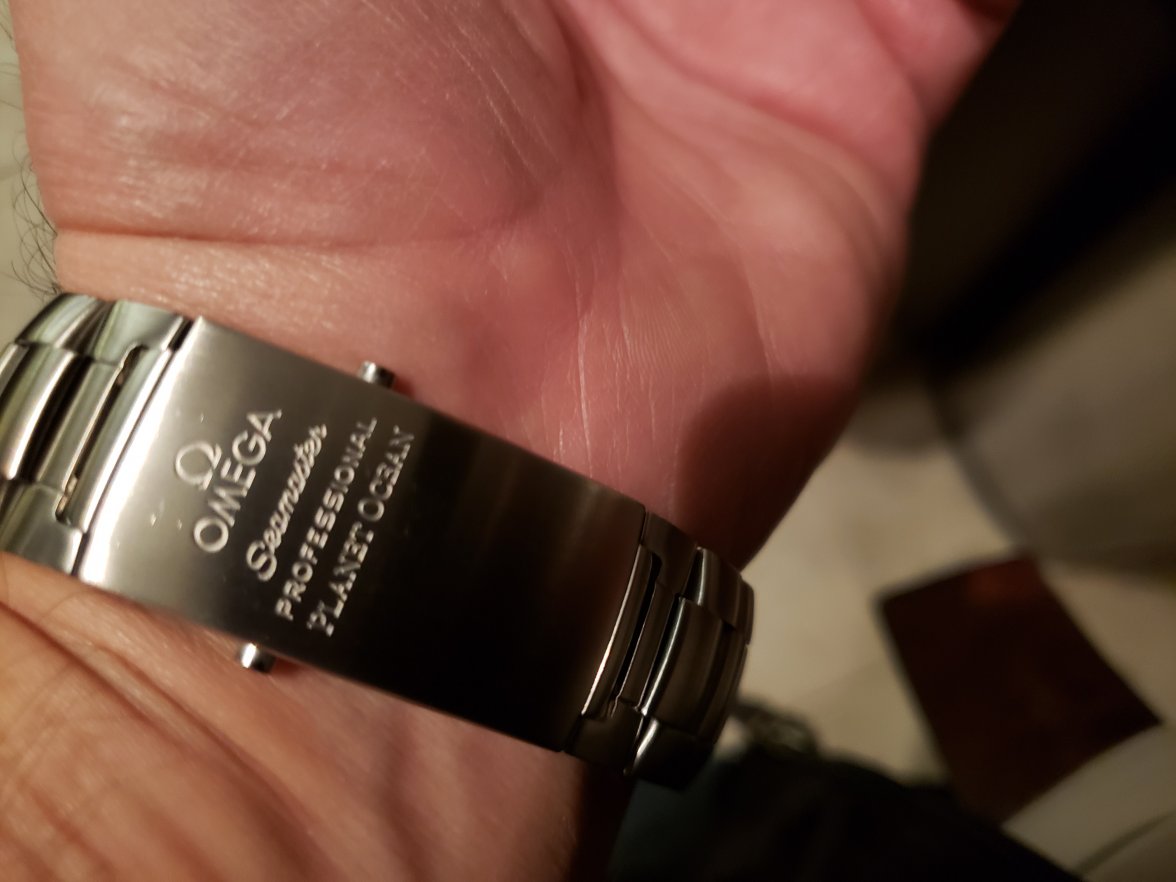 Ω
OMEGA
Seamaster
PROFESSIONAL
PLANET OCEAN